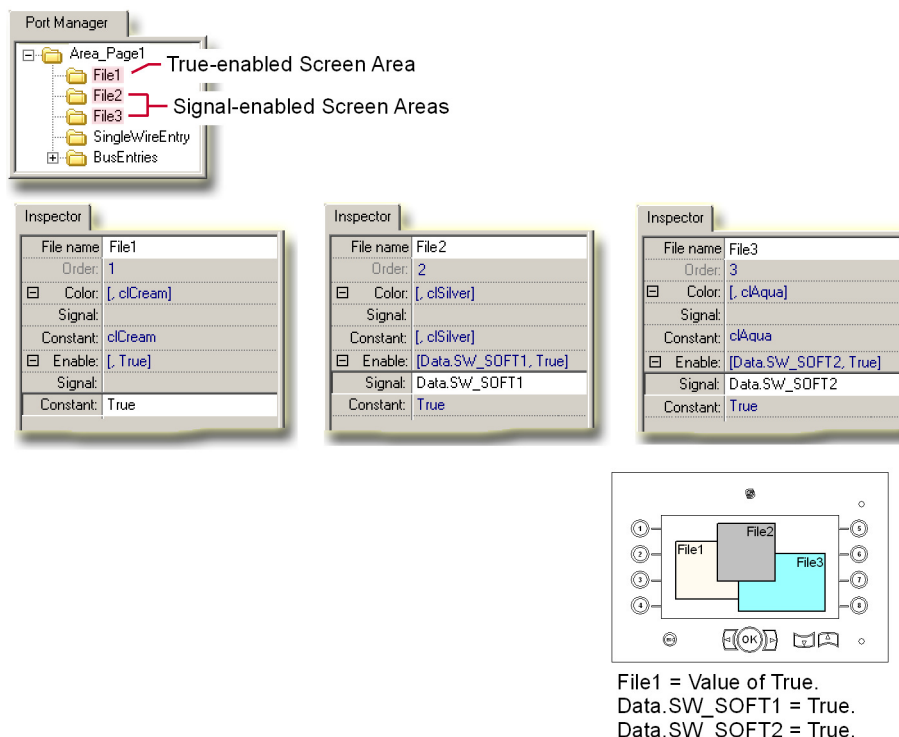 Port Manager
Area_Page1
File1
True-enabled Screen Area
File2
Signal-enabled Screen Areas
File3
SingleWireEntry
BusEntries
Inspector
File name File1
Order: 1
Color: [, clCream]
Signal:
Constant: clCream
Enable: [, True]
Signal:
Constant: True
Inspector
File name File2
Order: 2
Color: [, clSilver]
Signal:
Constant: [, clSilver]
Enable: [Data.SW_SOFT1, True]
Signal: Data.SW_SOFT1
Constant: True
Inspector
File name File3
Order: 3
Color: [, clAqua]
Signal:
Constant: clAqua
Enable: [Data.SW_SOFT2, True]
Signal: Data.SW_SOFT2
Constant: True
1
2
3
4
File1
File2
File3
5
6
7
8
OK
File1 = Value of True.
Data.SW_SOFT1 = True.
Data.SW_SOFT2 = True.